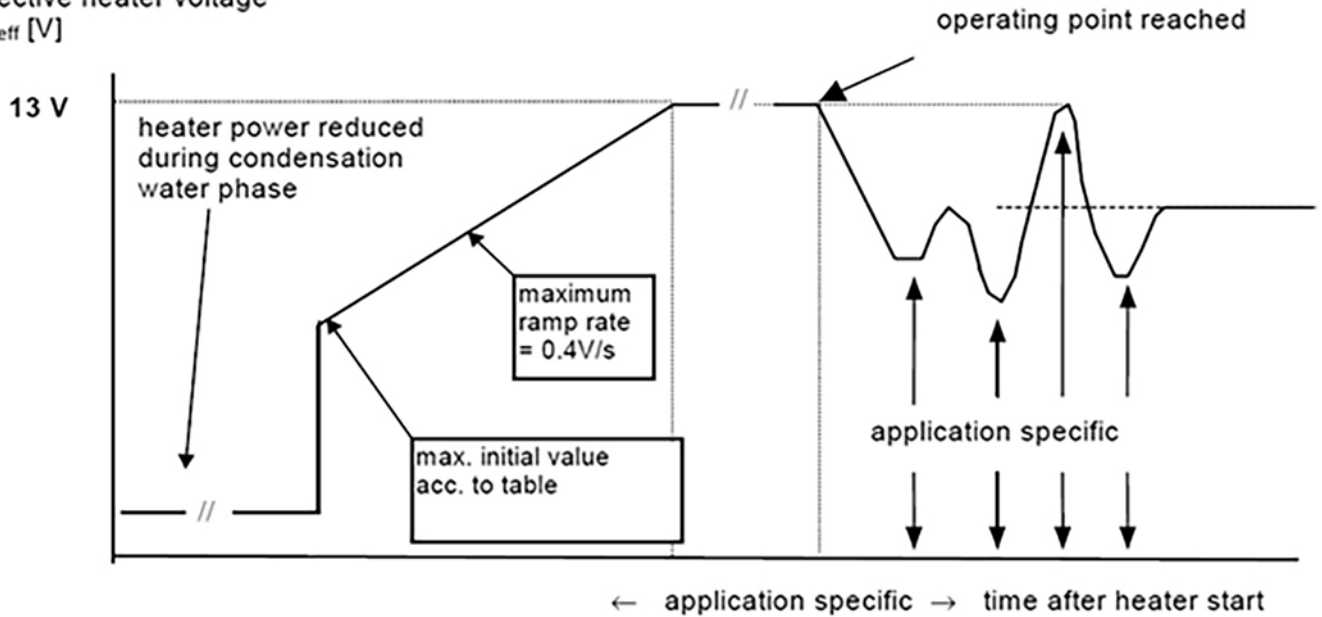 heater voltage
eff [V]
operating point reached
13 V
//
heater power reduced
during condensation
water phase
maximum
ramp rate
= 0.4V/s
application specific
max. initial value
acc. to table
//
← application specific → time after heater start